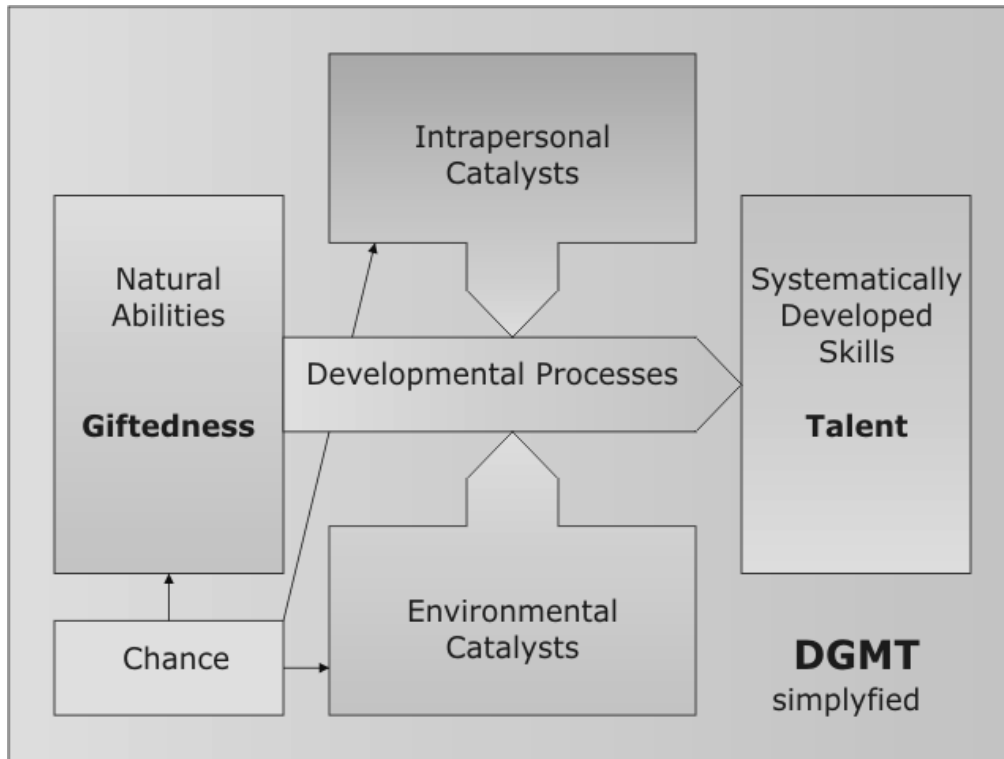 Intrapersonal
Catalysts
Natural
Abilities
Giftedness
Developmental Processes
Systematically
Developed
Skills
Talent
Chance
Environmental
Catalysts
DGMT
simplyfied